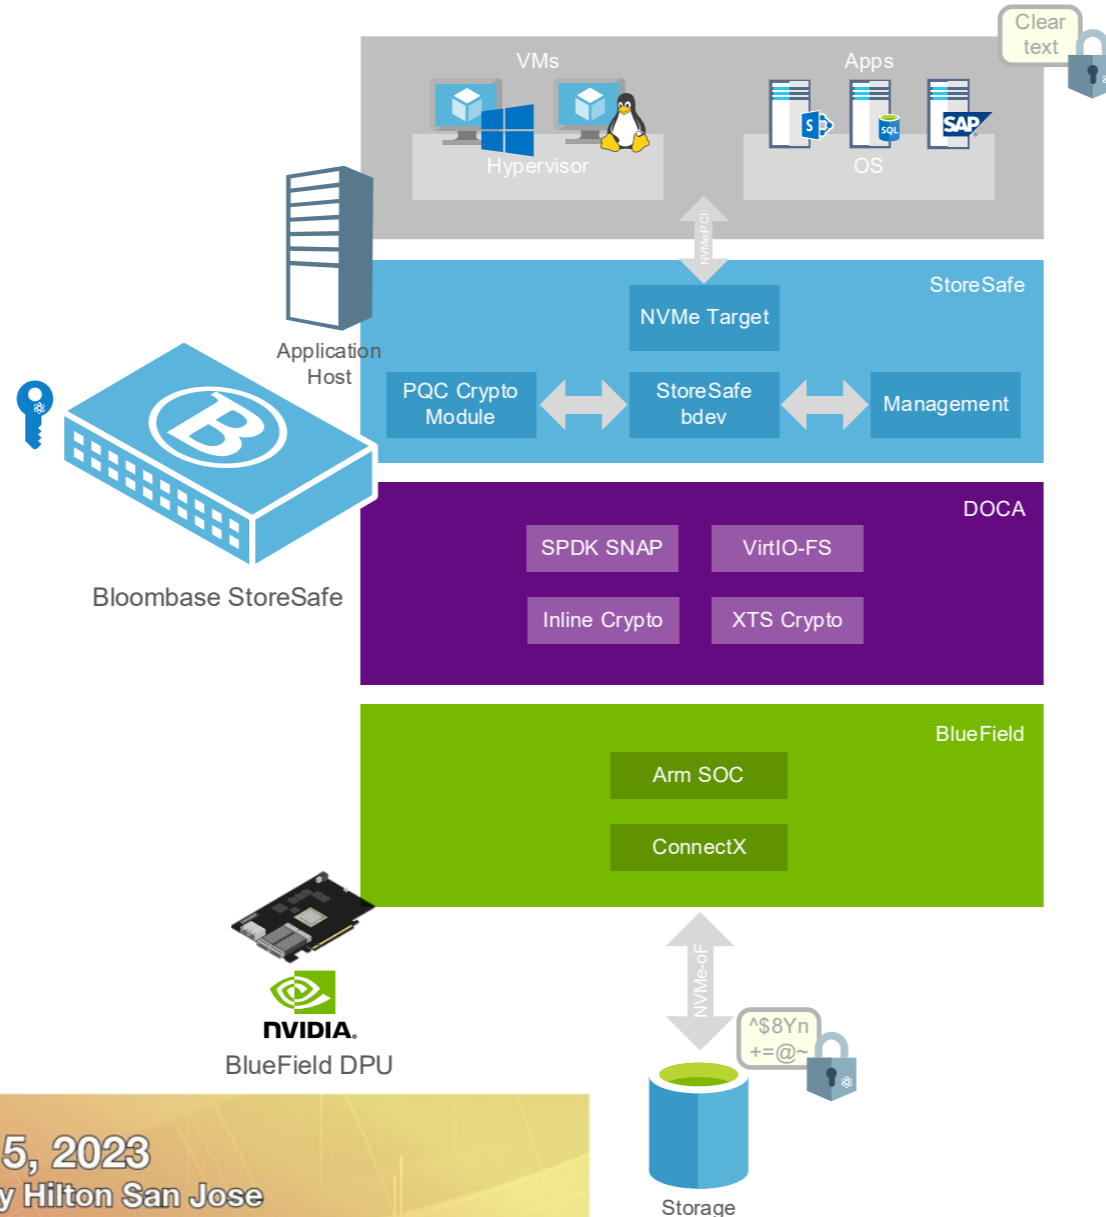 Clear
text
VMs
Apps
S
SQL
SAP
Hypervisor
OS
NVMe.PCI
StoreSafe
NVMe Target
Application
Host
PQC Crypto
Module
StoreSafe
bdev
Management
B
Bloombase StoreSafe
DOCA
SPDK SNAP
VirtIO-FS
Inline Crypto
XTS Crypto
BlueField
Arm SOC
ConnectX
NVMe-oF
NVIDIA.
BlueField DPU
^$8Yn
+=@~
5, 2023
y Hilton San Jose
Storage